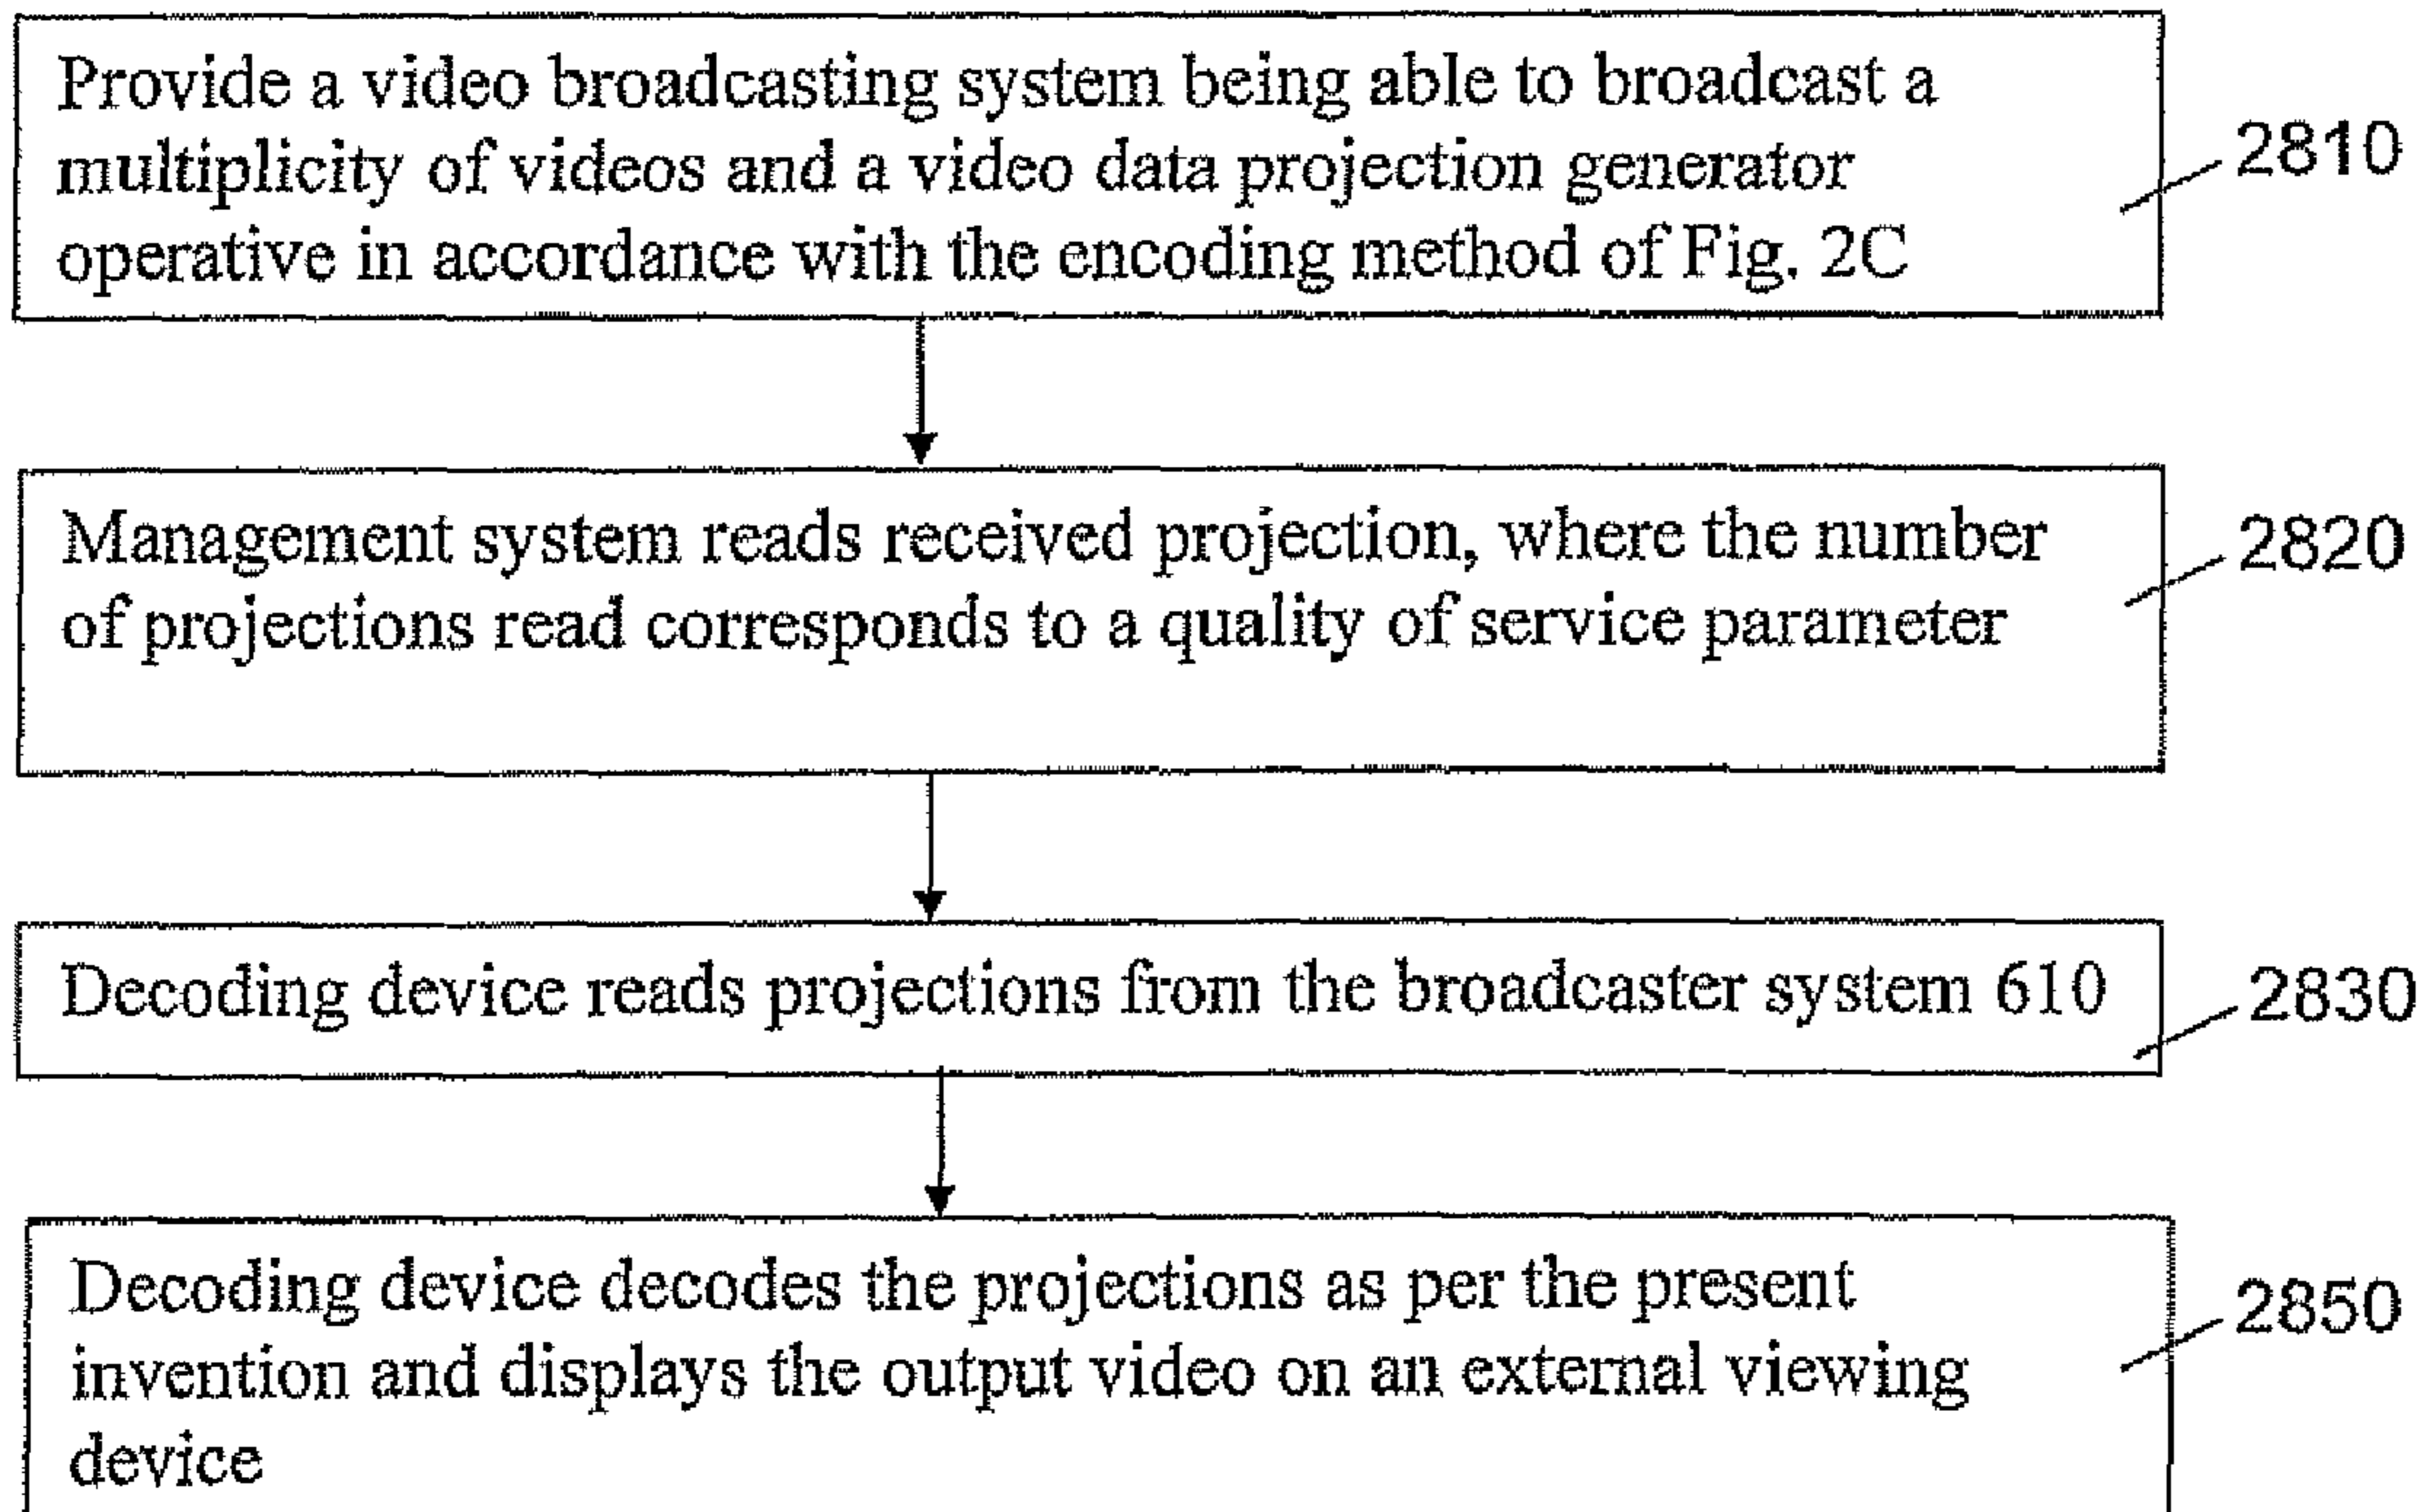 Provide a video broadcasting system being able to broadcast a
multiplicity of videos and a video data projection generator
operative in accordance with the encoding method of Fig. 2C
2810
Management system reads received projection, where the number
of projections read corresponds to a quality of service parameter
2820
Decoding device reads projections from the broadcaster system 610
2830
Decoding device decodes the projections as per the present
invention and displays the output video on an external viewing
device
2850